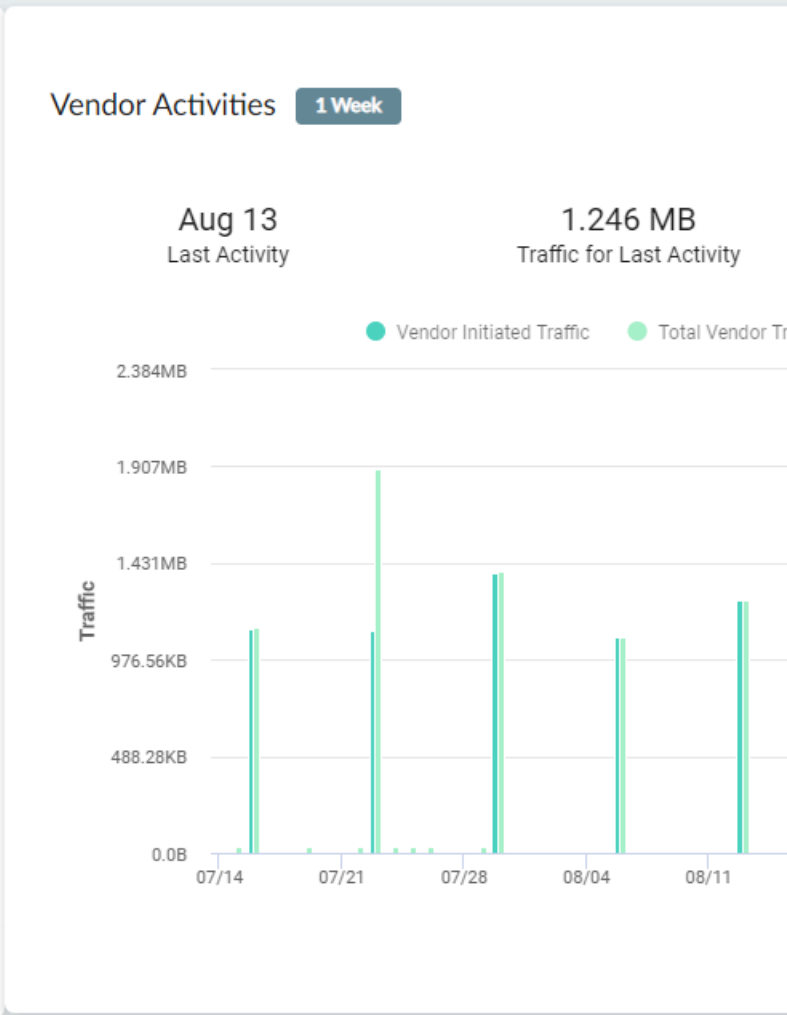 Vendor Activities 1 Week
Aug 13 1.246 MB
Last Activity Traffic for Last Activity
Vendor Initiated Traffic Total Vendor
2.384MB
1.907MB
1.431MB
Traffic
976.56KB
488.28KB
0.0B
07/14 07/21 07/28 08/04 08/11